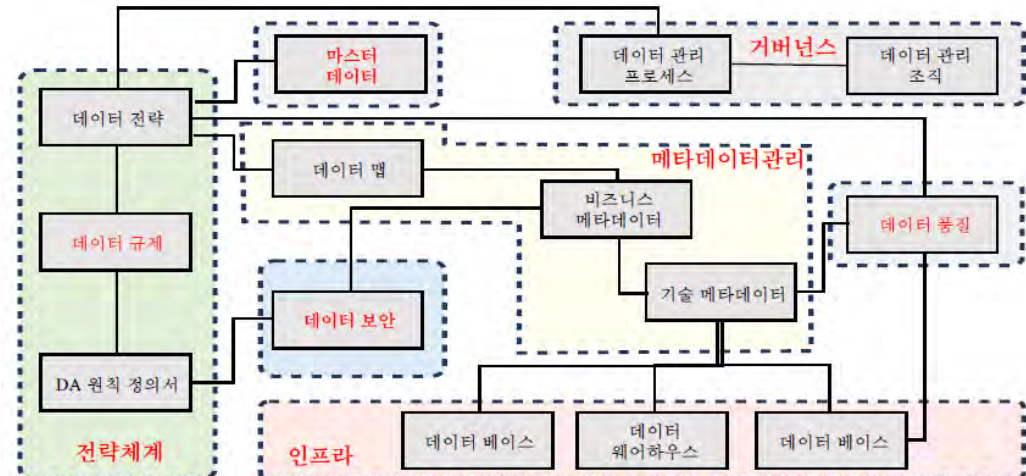 마스터
데이터
데이터 관리
프로세스
거버넌스
데이터 관리
조직
데이터 전략
데이터 맵
메타데이터관리
비즈니스
메타데이터
데이터 규제
데이터 품질
데이터 보안
기술 메타데이터
DA 원칙 정의서
전략체계
인프라
데이터 베이스
데이터
웨어하우스
데이터 베이스